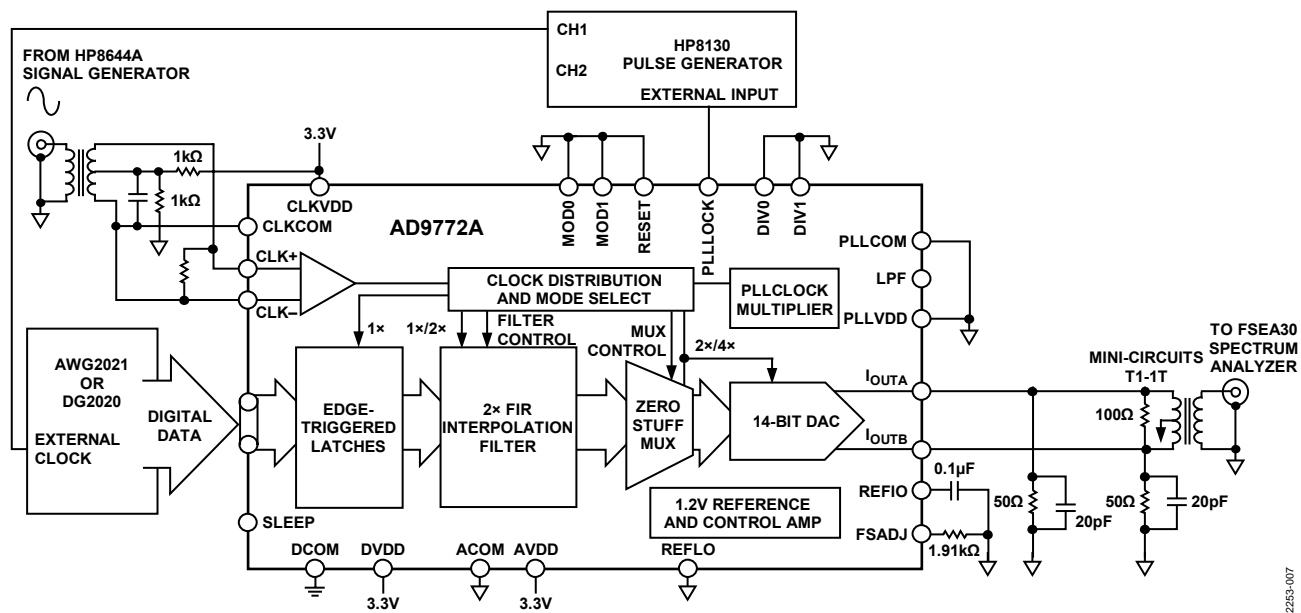 FROM HP8644A
SIGNAL GENERATOR
CH1
CH2
HP8130
PULSE GENERATOR
EXTERNAL INPUT
3.3V
1kΩ
1kΩ
CLKVDD
CLKCOM
AD9772A
MOD0
MOD1
RESET
PLLLOCK
DIV0
DIV1
PLLCOM
LPF
PLLVDD
CLK+
CLK–
CLOCK DISTRIBUTION
AND MODE SELECT
PLLCLOCK
MULTIPLIER
1×
1×/2×
FILTER
CONTROL
MUX
CONTROL
2×/4×
AWG2021
OR
DG2020
EXTERNAL
CLOCK
DIGITAL
DATA
EDGE-
TRIGGERED
LATCHES
2× FIR
INTERPOLATION
FILTER
ZERO
STUFF
MUX
14-BIT DAC
IOUTA
IOUTB
MINI-CIRCUITS
T1-1T
TO FSEA30
SPECTRUM
ANALYZER
100Ω
0.1µF
REFIO
FSADJ
1.91kΩ
50Ω
20pF
50Ω
20pF
1.2V REFERENCE
AND CONTROL AMP
SLEEP
DCOM
DVDD
ACOM
AVDD
REFLO
3.3V
3.3V
2253-007